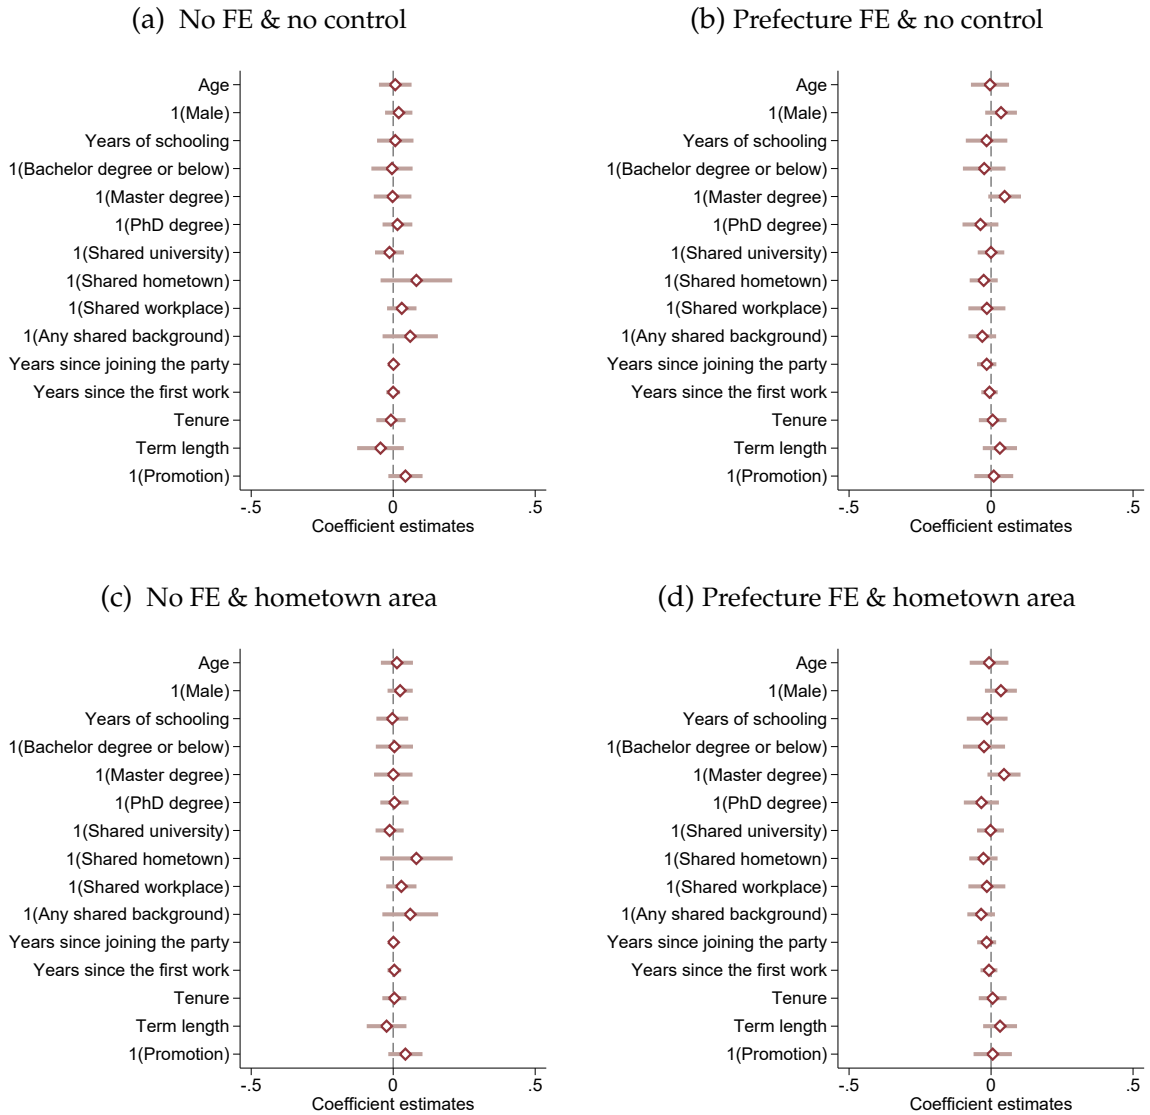 (a) No FE & no control
Age
1(Male)
Years of schooling
1(Bachelor degree or below)
1(Master degree)
1(PhD degree)
1(Shared university)
1(Shared hometown)
1(Shared workplace)
1(Any shared background)
Years since joining the party
Years since the first work
Tenure
Term length
1(Promotion)
-.5 0 .5
Coefficient estimates
(b) Prefecture FE & no control
Age
1(Male)
Years of schooling
1(Bachelor degree or below)
1(Master degree)
1(PhD degree)
1(Shared university)
1(Shared hometown)
1(Shared workplace)
1(Any shared background)
Years since joining the party
Years since the first work
Tenure
Term length
1(Promotion)
-.5 0 .5
Coefficient estimates
(c) No FE & hometown area
Age
1(Male)
Years of schooling
1(Bachelor degree or below)
1(Master degree)
1(PhD degree)
1(Shared university)
1(Shared hometown)
1(Shared workplace)
1(Any shared background)
Years since joining the party
Years since the first work
Tenure
Term length
1(Promotion)
-.5 0 .5
Coefficient estimates
(d) Prefecture FE & hometown area
Age
1(Male)
Years of schooling
1(Bachelor degree or below)
1(Master degree)
1(PhD degree)
1(Shared university)
1(Shared hometown)
1(Shared workplace)
1(Any shared background)
Years since joining the party
Years since the first work
Tenure
Term length
1(Promotion)
-.5 0 .5
Coefficient estimates